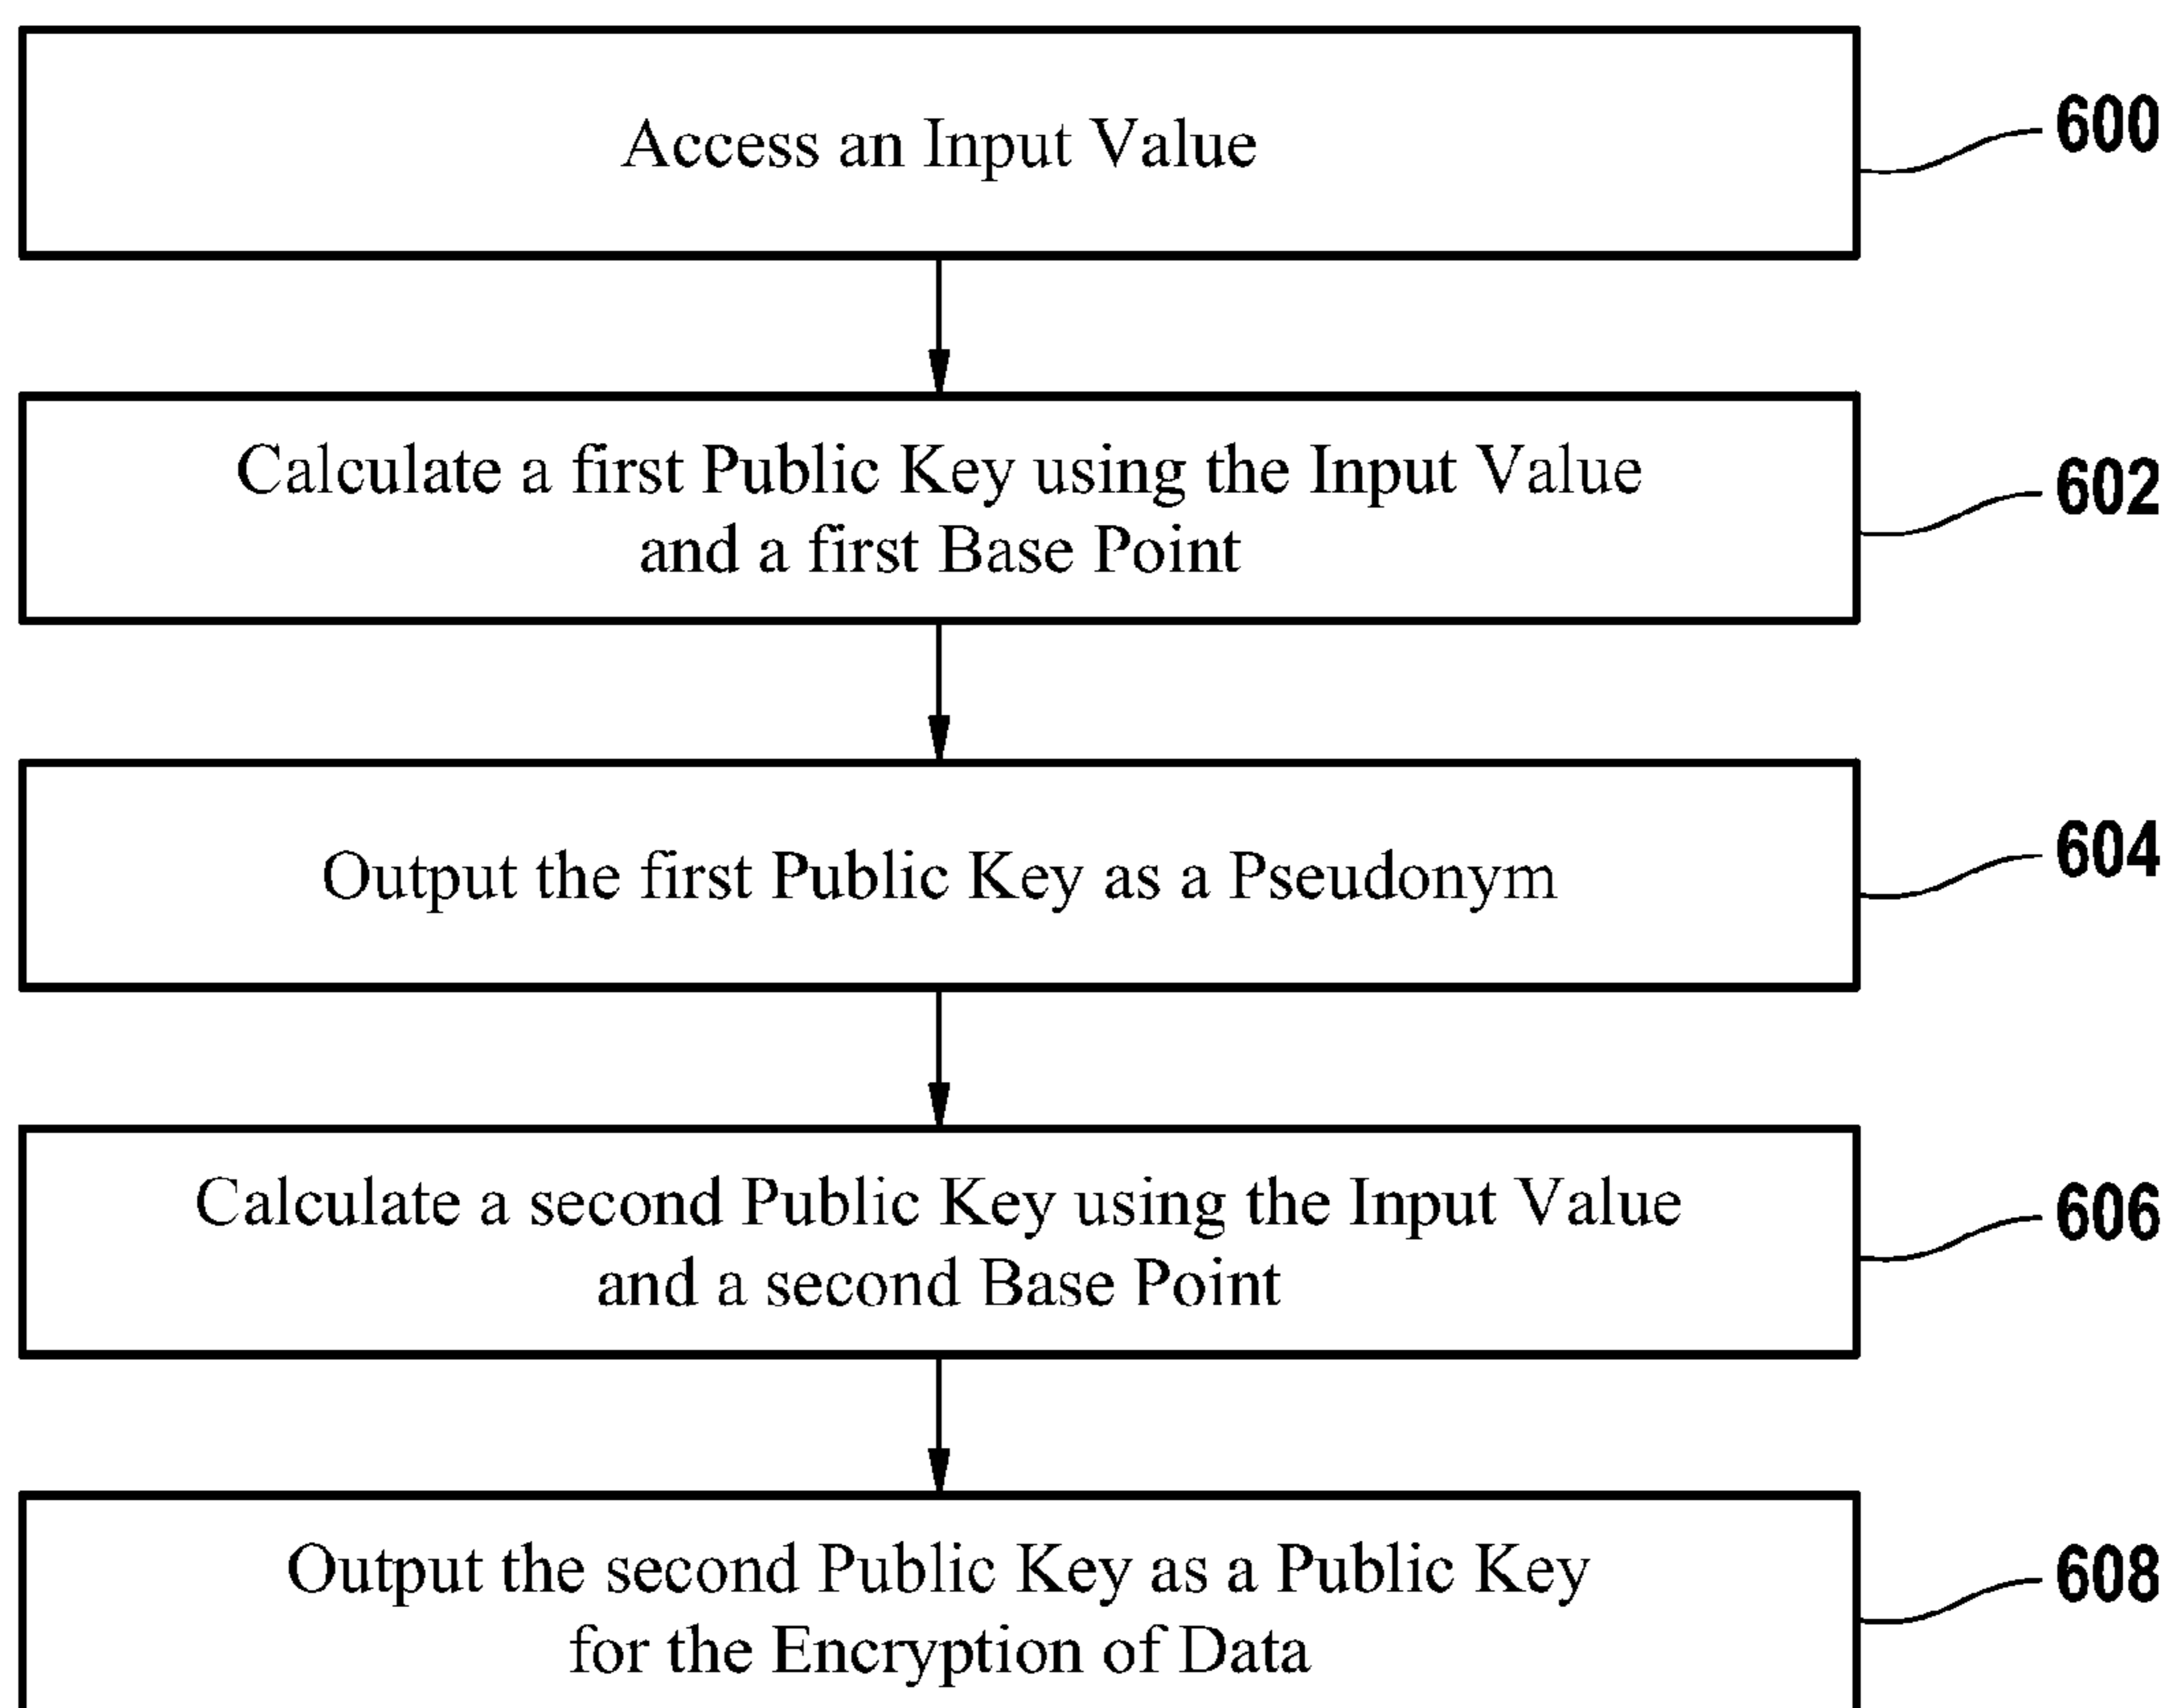 Access an Input Value
600
Calculate a first Public Key using the Input Value
and a first Base Point
602
Output the first Public Key as a Pseudonym
604
Calculate a second Public Key using the Input Value
and a second Base Point
606
Output the second Public Key as a Public Key
for the Encryption of Data
608